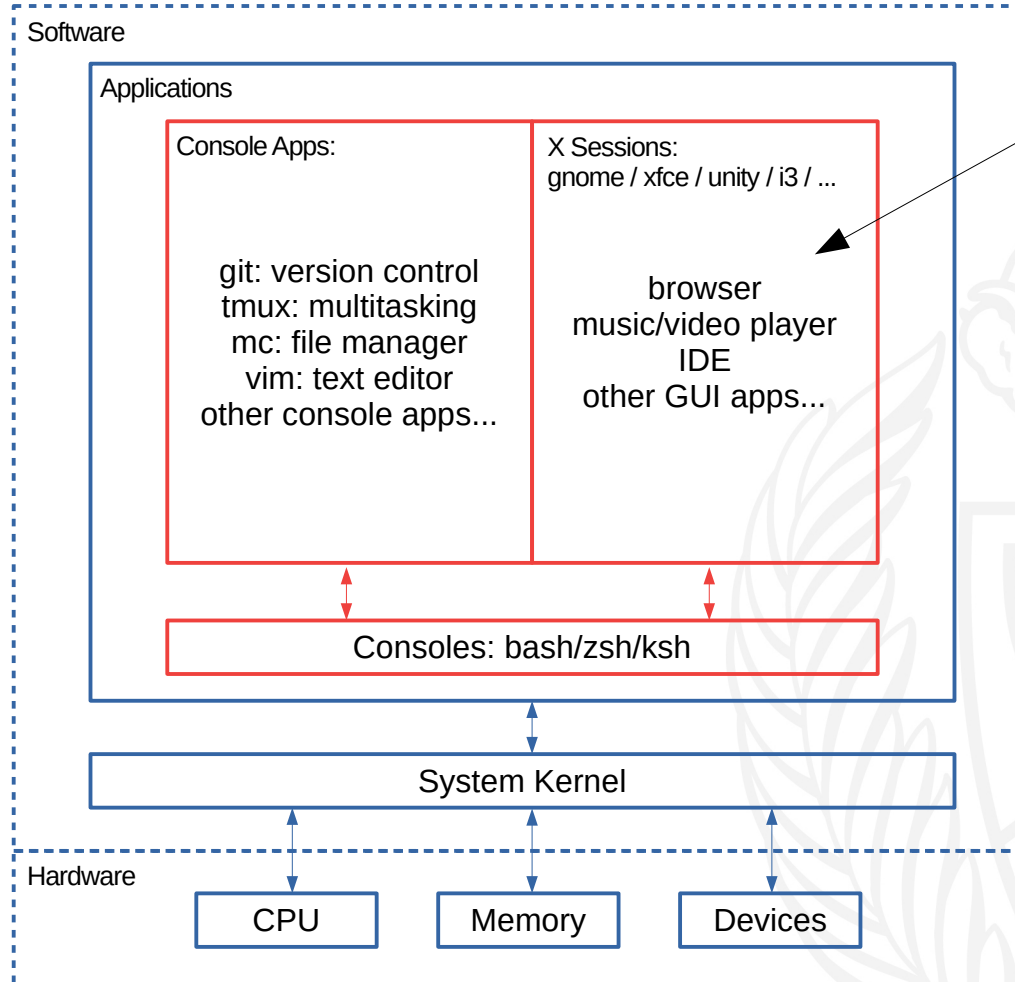 Software
Applications
Console Apps:
git: version control
tmux: multitasking
mc: file manager
vim: text editor
other console apps...
X Sessions:
gnome / xfce / unity / i3 / ...
browser
music/video player
IDE
other GUI apps...
Consoles: bash/zsh/ksh
System Kernel
Hardware
CPU
Memory
Devices